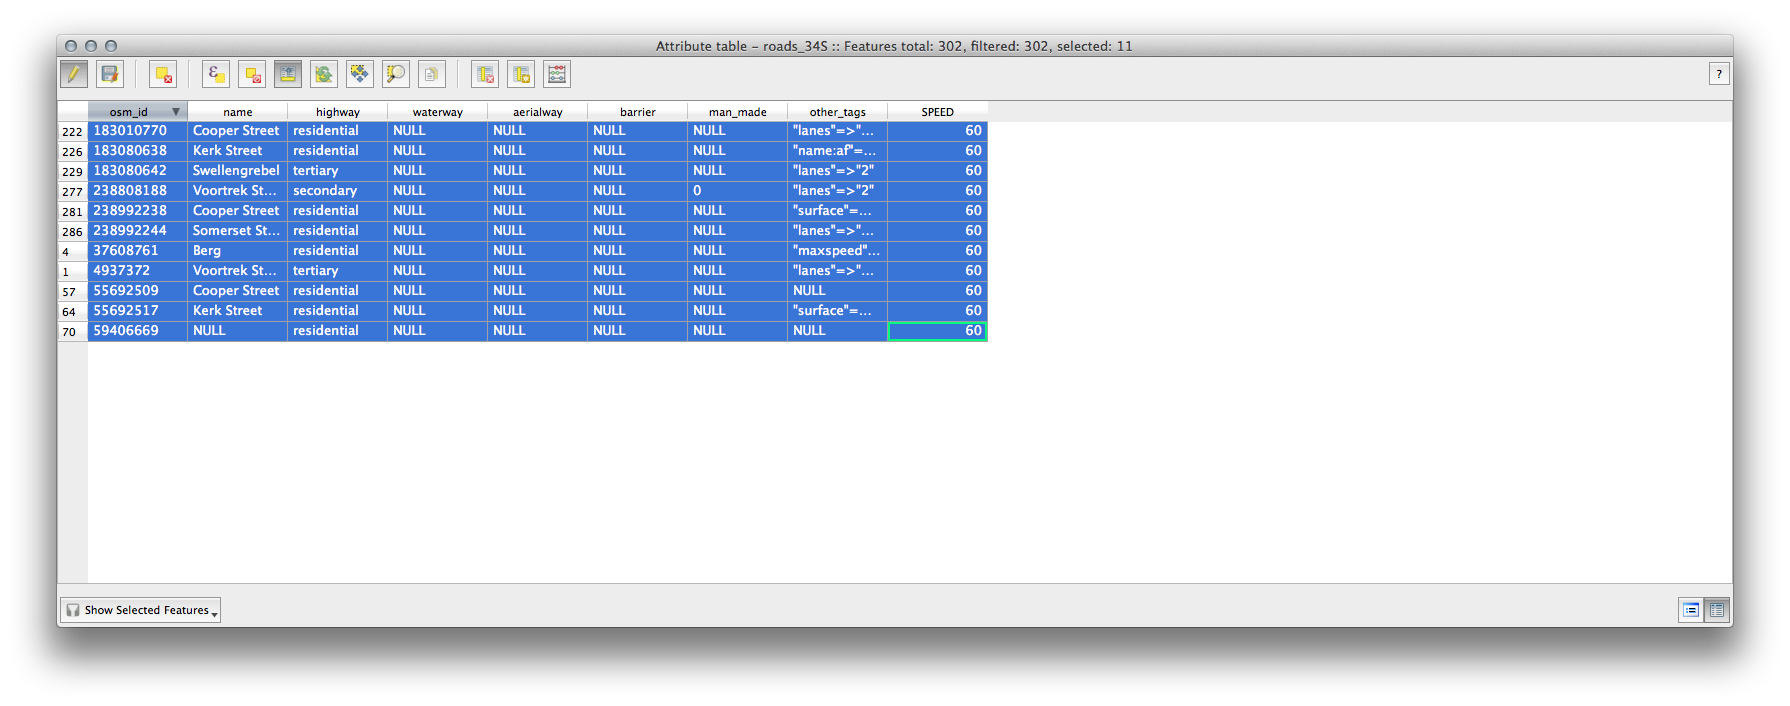 Attribute table – roads_34S :: Features total: 302, filtered: 302, selected: 11
ε ?
osm_id name highway waterway aerialway barrier man_made other_tags SPEED
222 183010770 Cooper Street residential NULL NULL NULL NULL "lanes"=>"... 60
226 183080638 Kerk Street residential NULL NULL NULL NULL "name:af"=... 60
229 183080642 Swellengrebel tertiary NULL NULL NULL NULL "lanes"=>"2" 60
277 238808188 Voortrek St... secondary NULL NULL NULL 0 "lanes"=>"2" 60
281 238992238 Cooper Street residential NULL NULL NULL NULL "surface"=... 60
286 238992244 Somerset St... residential NULL NULL NULL NULL "lanes"=>"... 60
4 37608761 Berg residential NULL NULL NULL NULL "maxspeed"... 60
1 4937372 Voortrek St... tertiary NULL NULL NULL NULL "lanes"=>"... 60
57 55692509 Cooper Street residential NULL NULL NULL NULL NULL 60
64 55692517 Kerk Street residential NULL NULL NULL NULL "surface"=... 60
70 59406669 NULL residential NULL NULL NULL NULL NULL 60
Show Selected Features